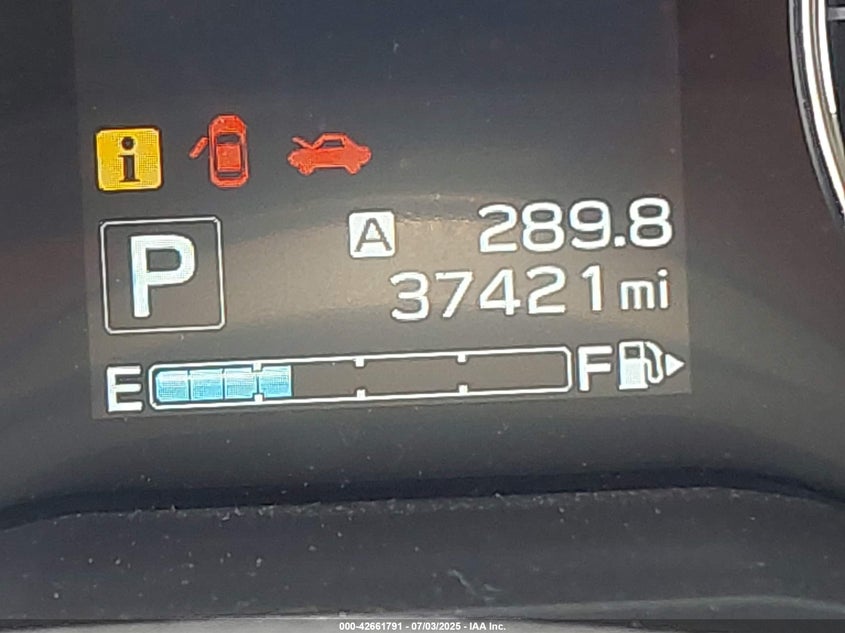 i
A 289.8
P
37421 mi
E F
000-42661791 - 07/03/2025 - IAA Inc.